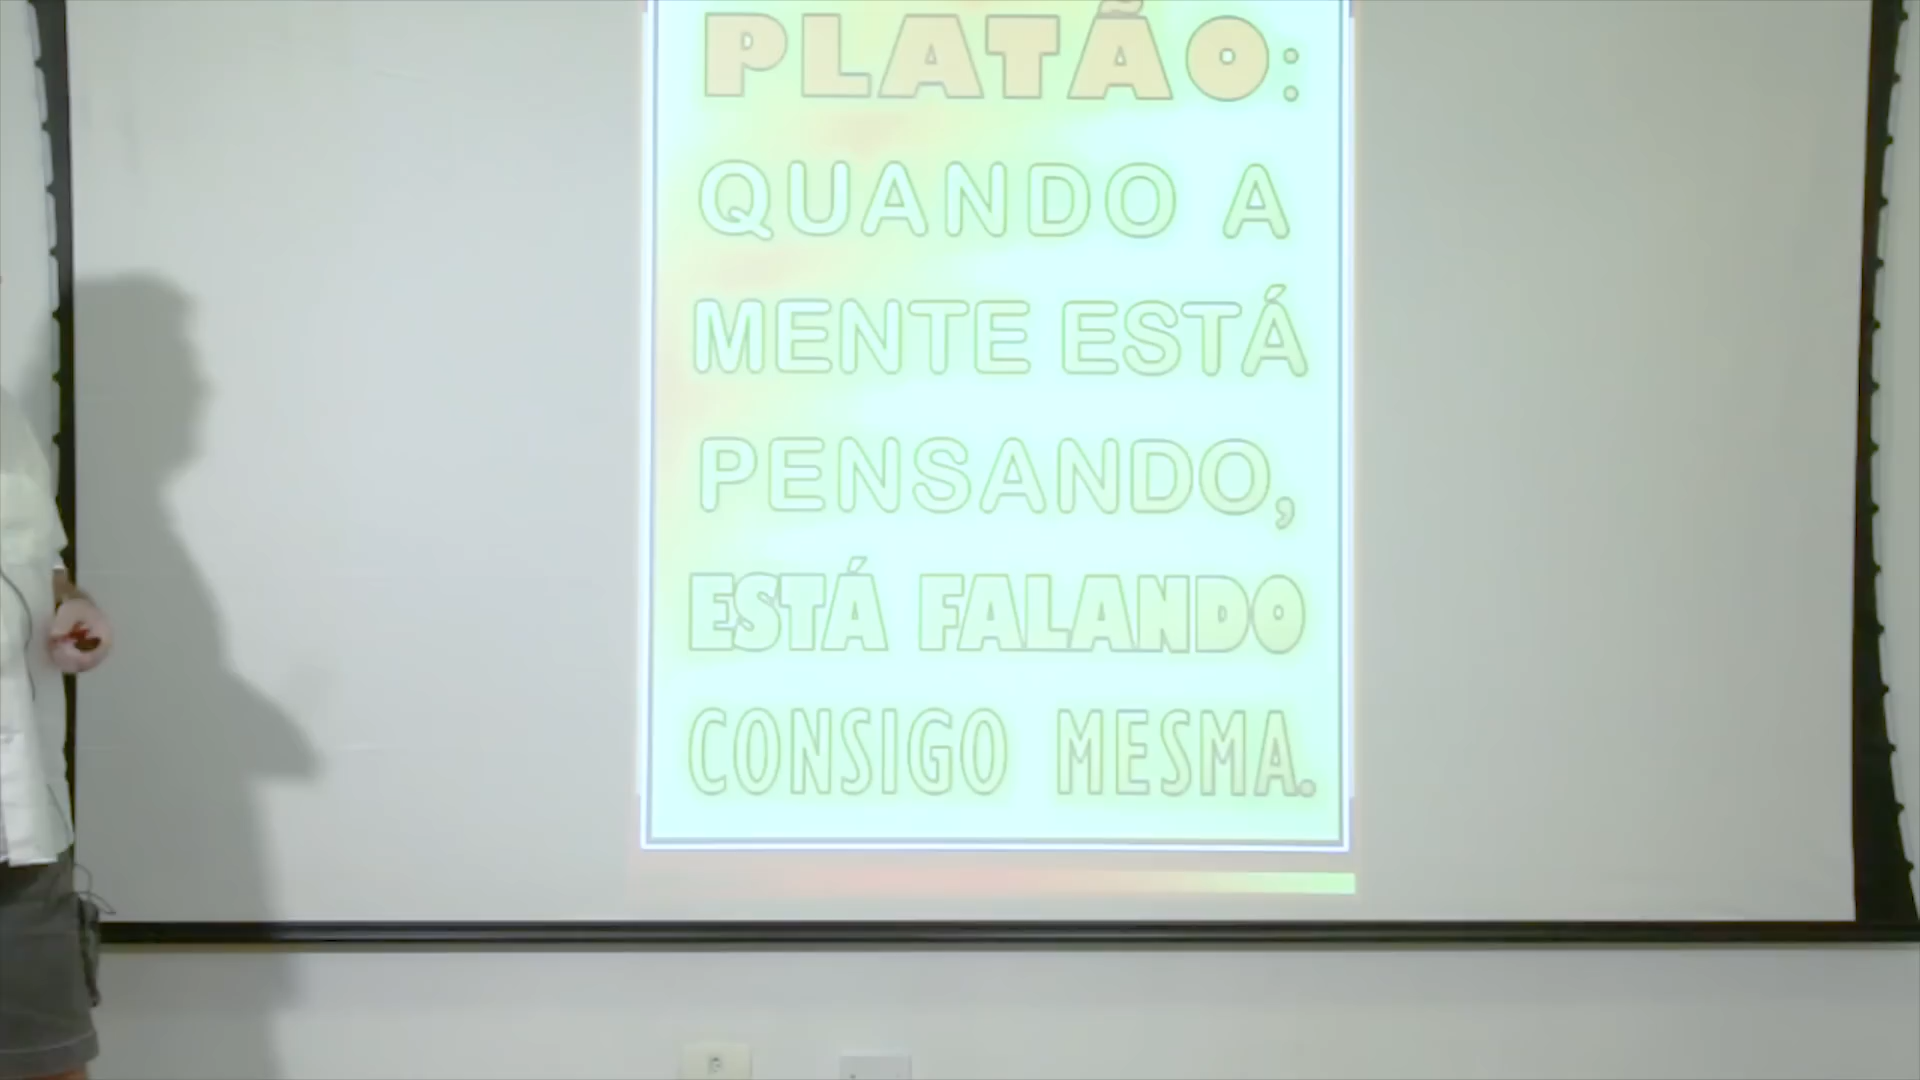 PLATÃO:
QUANDO A
MENTE ESTÁ
PENSANDO,
ESTÁ FALANDO
CONSIGO MESMA.